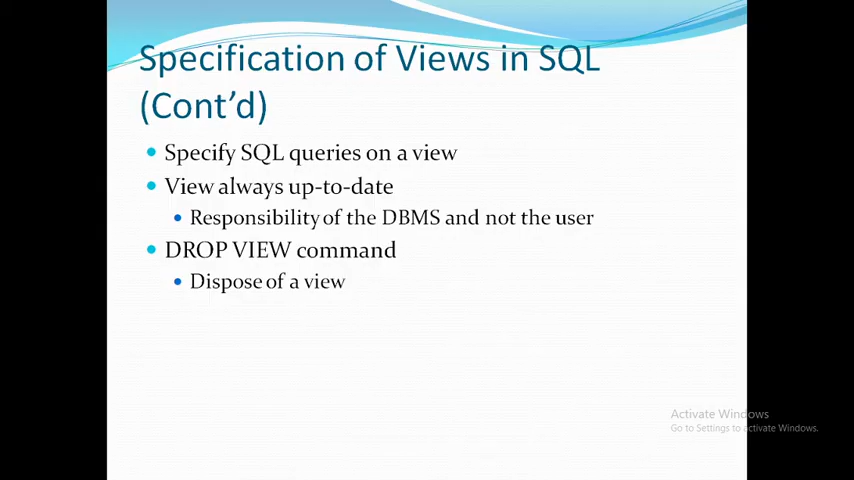 Specification of Views in SQL
(Cont’d)
Specify SQL queries on a view
View always up-to-date
Responsibility of the DBMS and not the user
DROP VIEW command
Dispose of a view
Activate Windows
Go to Settings to activate Windows.